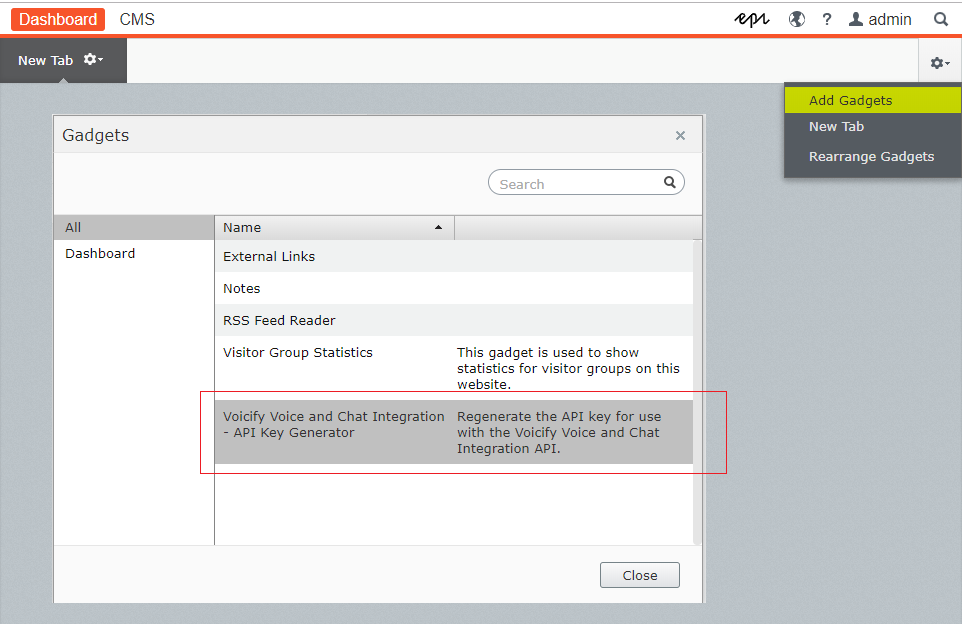 Dashboard CMS epi ? admin
New Tab
Add Gadgets
New Tab
Rearrange Gadgets
Gadgets ×
Search
All
Dashboard
Name
External Links
Notes
RSS Feed Reader
Visitor Group Statistics
This gadget is used to show
statistics for visitor groups on this
website.
Voicify Voice and Chat Integration
- API Key Generator
Regenerate the API key for use
with the Voicify Voice and Chat
Integration API.
Close